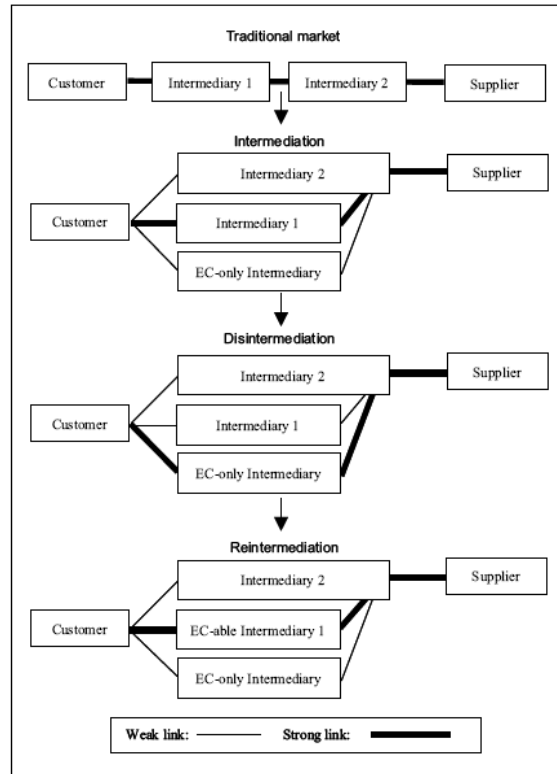 Traditional market
Customer
Intermediary 1
Intermediary 2
Supplier
Intermediation
Intermediary 2
Supplier
Customer
Intermediary 1
EC-only Intermediary
Disintermediation
Intermediary 2
Supplier
Customer
Intermediary 1
EC-only Intermediary
Reintermediation
Intermediary 2
Supplier
Customer
EC-able Intermediary 1
EC-only Intermediary
Weak link:
Strong link: